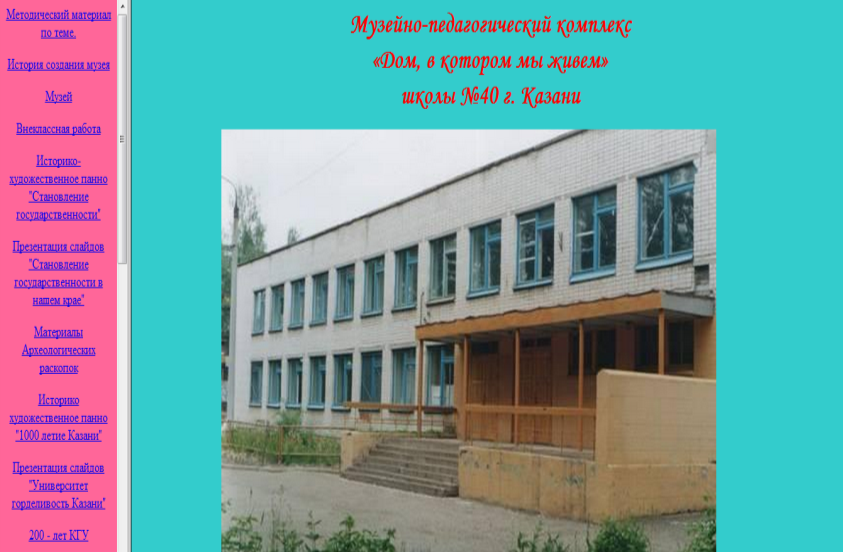 Методический материал
по теме.
История создания музея
Музей
Внеклассная работа
Историко-
художественное панно
"Становление
государственности"
Презентация слайдов
"Становление
государственности в
нашем крае"
Материалы
Археологических
раскопок
Историко
художественное панно
"1000 летие Казани"
Презентация слайдов
"Университет
горделивость Казани"
200 - лет КГУ
Музейно-педагогический комплекс
«Дом, в котором мы живем»
школы №40 г. Казани